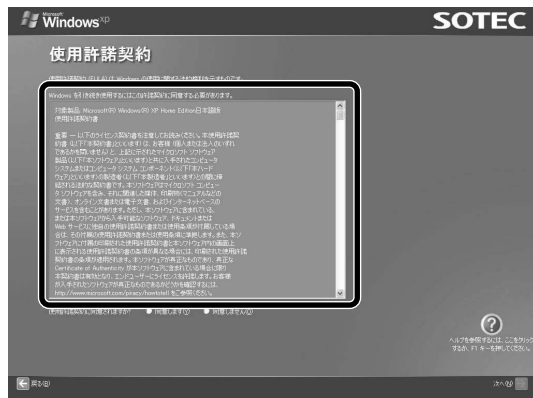 Microsoft
Windows xp
SOTEC
使用許諾契約
使用許諾契約 (EULA) は Windows の使用に関する法的権利を示すものです。
Windows を引き続き使用するにはこの許諾契約に同意する必要があります。
対象製品: Microsoft(R) Windows(R) XP Home Edition日本語版
使用許諾契約書
重要 — 以下のライセンス契約書を注意してお読みください。本使用許諾契
約書 (以下「本契約書」といいます) は、お客様 (個人または法人のいずれ
であるかを問いません) と、上記に示されたマイクロソフト ソフトウェア
製品 (以下「本ソフトウェア」といいます) と共に入手されたコンピュータ
システムまたはコンピュータ システム コンポーネント (以下「本ハード
ウェア」といいます) の製造者 (以下「本製造者」といいます) との間に締
結される法的な契約書です。本ソフトウェアはマイクロソフト コンピュー
タ ソフトウェアを含み、それに関連した媒体、印刷物 (マニュアルなどの
文書)、オンライン文書または電子文書、およびインターネットベースの
サービスを含むことがあります。ただし、本ソフトウェアに含まれている、
または本ソフトウェアから入手可能なソフトウェア、ドキュメントまたは
Web サービスに独自の使用許諾契約書または使用条項が付属している場
合は、その付属の使用許諾契約書または使用条項に準拠します。また、本ソ
フトウェアに付属の印刷された使用許諾契約書と本ソフトウェア内の画面上
に表示される使用許諾契約書の条項が異なる場合には、印刷された使用許諾
契約書の条項が適用されます。本ソフトウェアが真正なものであり、真正な
Certificate of Authenticity が本ソフトウェアに含まれている場合に限り
本契約書は有効となり、エンドユーザーにライセンスを許諾します。お客様
が入手されたソフトウェアが真正なものであるかどうかを確認するには、
http://www.microsoft.com/piracy/howtotell をご参照ください。
使用許諾契約に同意されますか? 同意します(Y) 同意しません(O)
ヘルプを参照するには、ここをクリック
するか、F1 キーを押してください。
戻る(B)
次へ(N)